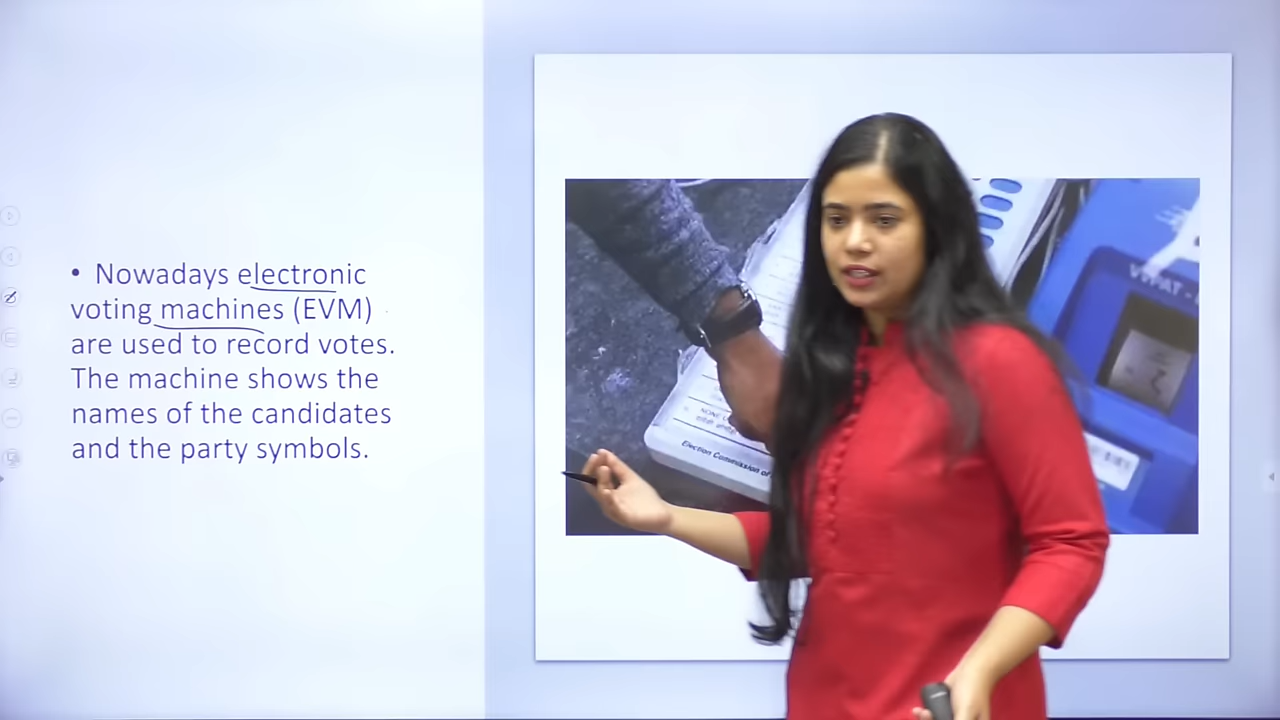 • Nowadays electronic
voting machines (EVM)
are used to record votes.
The machine shows the
names of the candidates
and the party symbols.
Election Commission of
VVPAT -